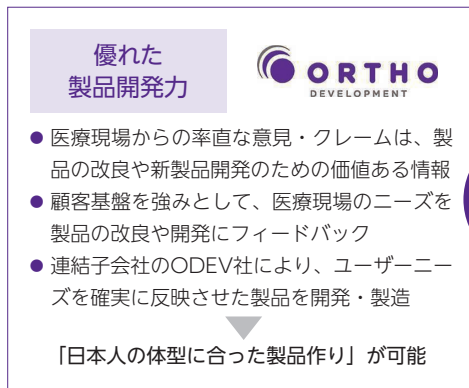 優れた
製品開発力
ORTHO
DEVELOPMENT
● 医療現場からの率直な意見・クレームは、製
品の改良や新製品開発のための価値ある情報
● 顧客基盤を強みとして、医療現場のニーズを
製品の改良や開発にフィードバック
● 連結子会社のODEV社により、ユーザーニー
ズを確実に反映させた製品を開発・製造
「日本人の体型に合った製品作り」が可能